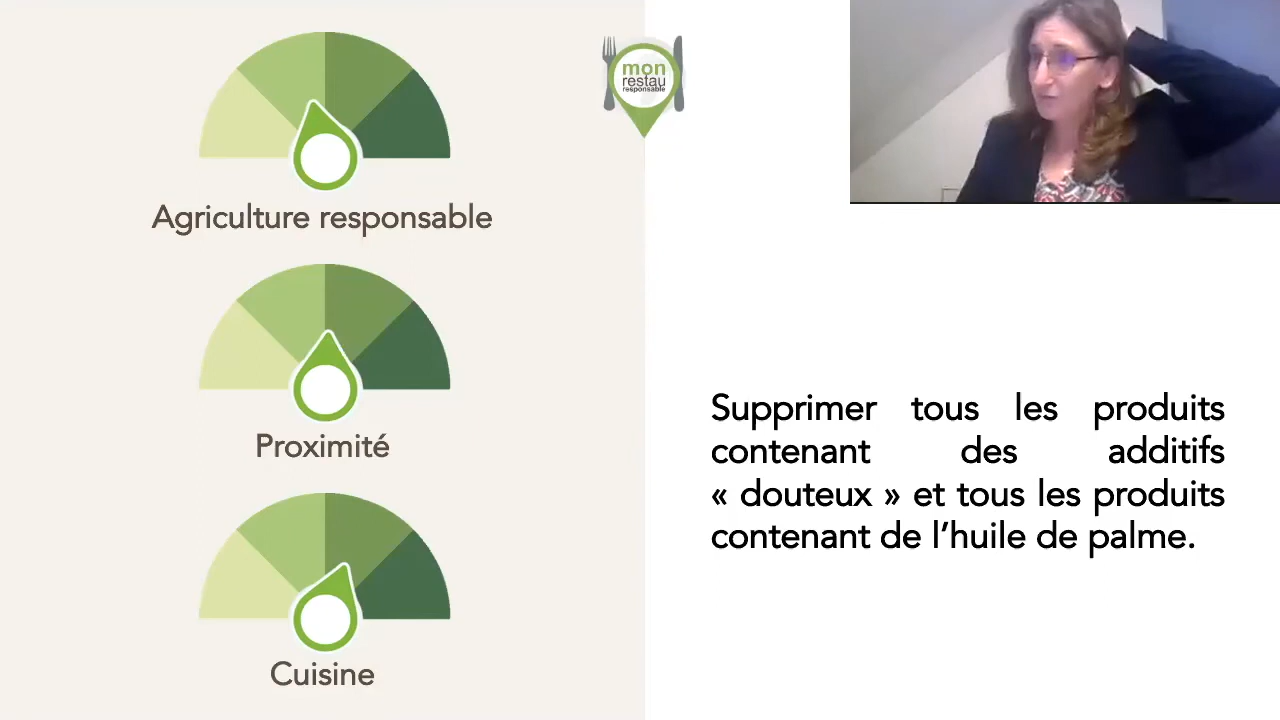 mon
restau
responsable
Agriculture responsable
Proximité
Cuisine
Supprimer tous les produits
contenant des additifs
« douteux » et tous les produits
contenant de l’huile de palme.